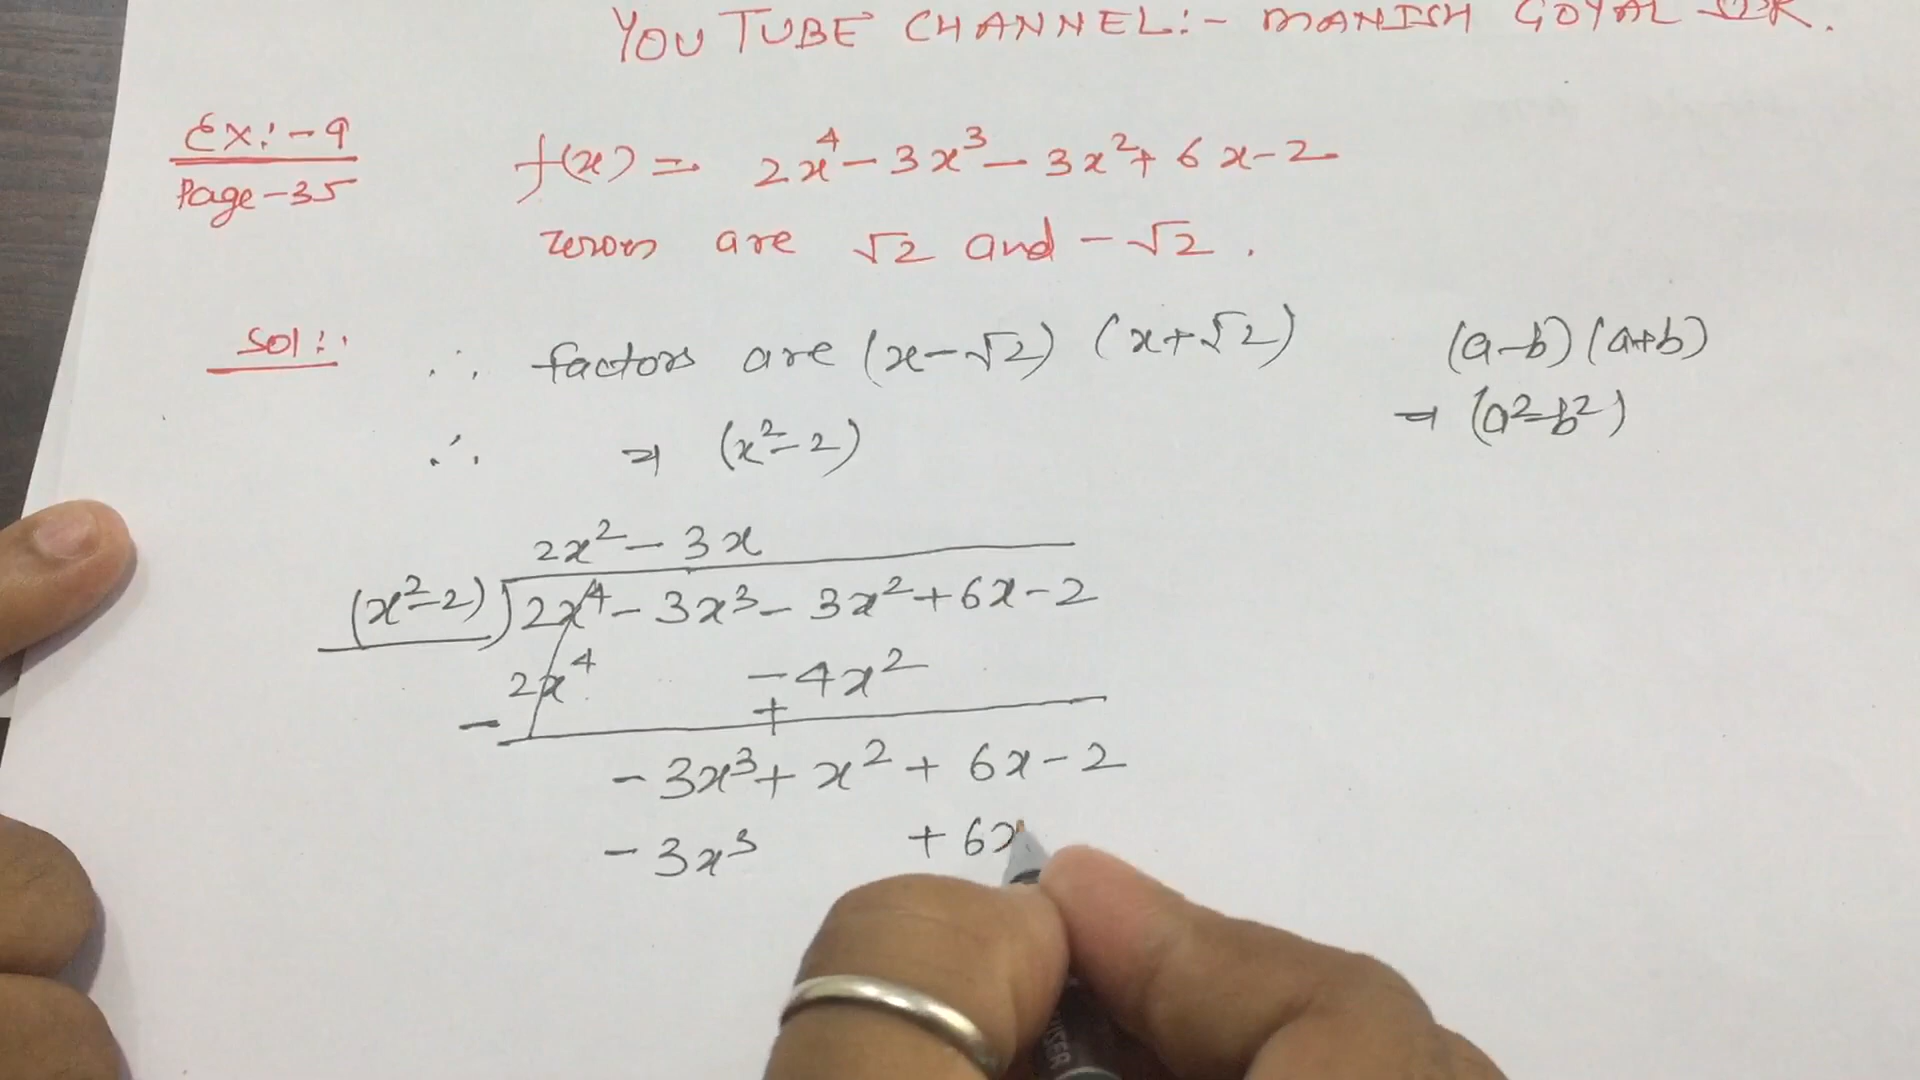 YOUTUBE CHANNEL:- MANISH GOYAL SIR.
Ex:-9
Page-35
f(x) = 2x⁴ - 3x³ - 3x² + 6x - 2
zeroes are √2 and -√2.
Sol:.
∴ factors are (x-√2) (x+√2)
(a-b)(a+b)
→ (a²-b²)
∴ → (x²-2)
2x² - 3x
(x²-2) ) 2x⁴ - 3x³ - 3x² + 6x - 2
2x⁴ - 4x²
- +
- 3x³ + x² + 6x - 2
- 3x³ + 6x